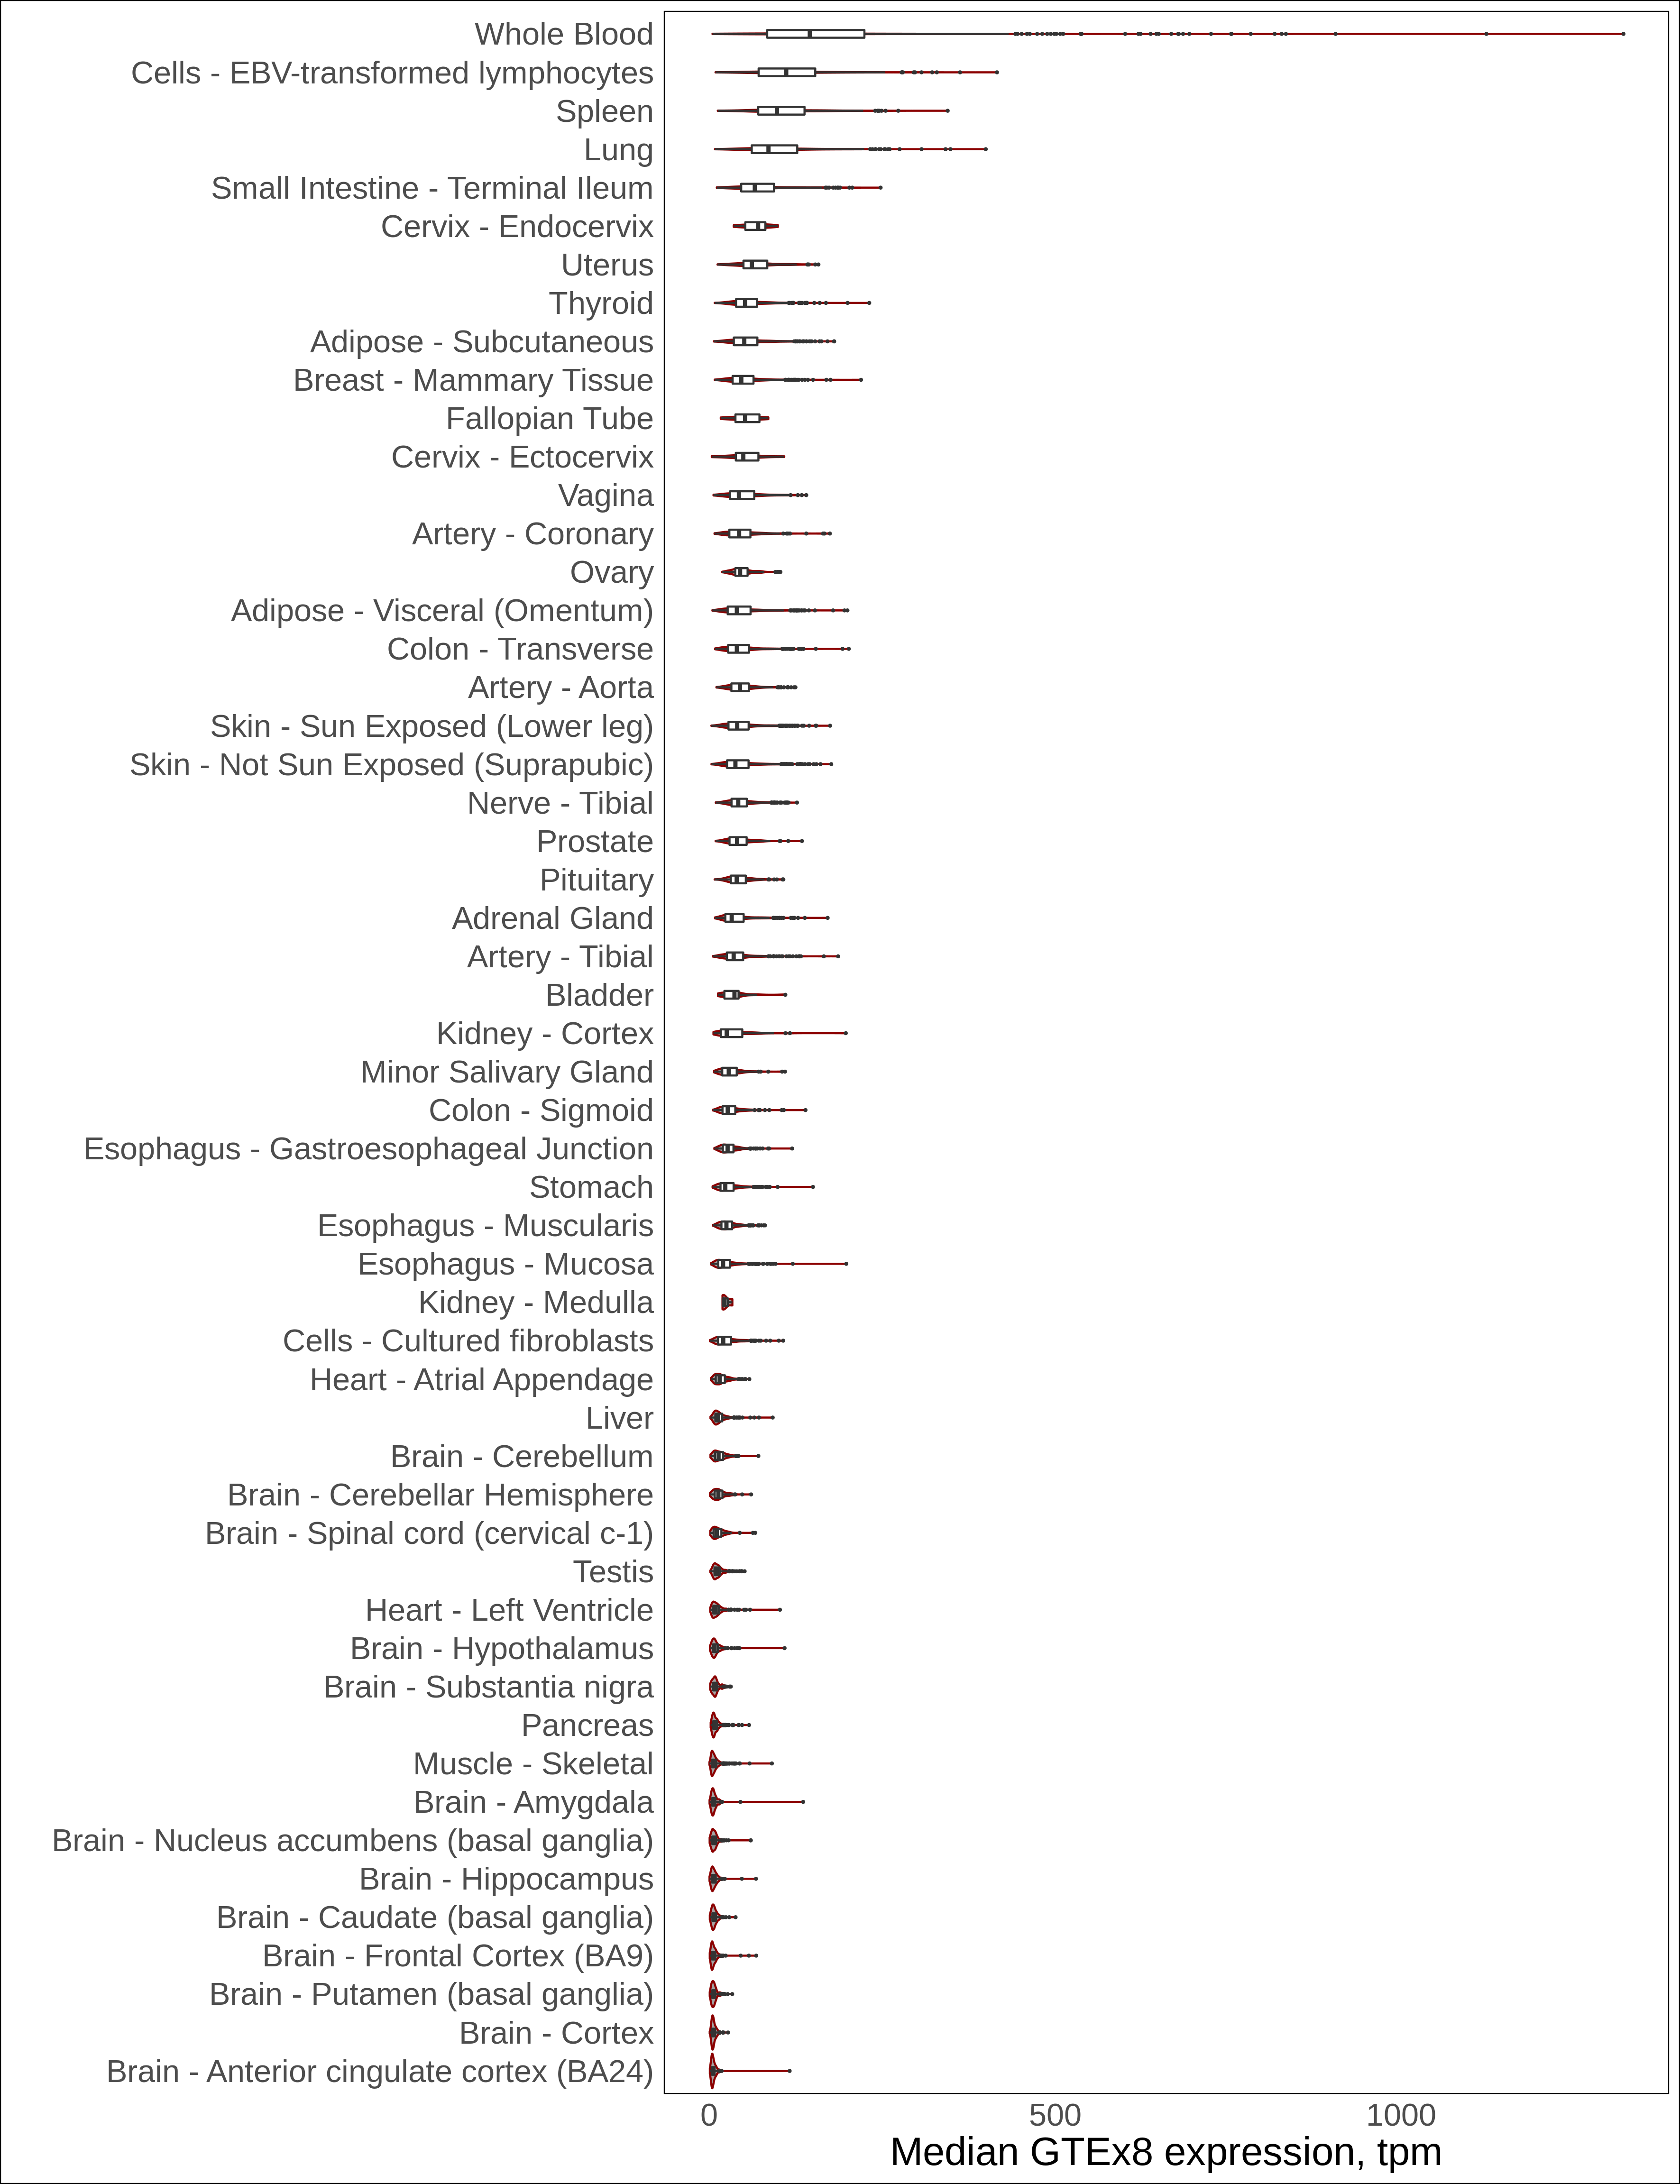 Whole Blood
Cells - EBV-transformed lymphocytes
Spleen
Lung
Small Intestine - Terminal Ileum
Cervix - Endocervix
Uterus
Thyroid
Adipose - Subcutaneous
Breast - Mammary Tissue
Fallopian Tube
Cervix - Ectocervix
Vagina
Artery - Coronary
Ovary
Adipose - Visceral (Omentum)
Colon - Transverse
Artery - Aorta
Skin - Sun Exposed (Lower leg)
Skin - Not Sun Exposed (Suprapubic)
Nerve - Tibial
Prostate
Pituitary
Adrenal Gland
Artery - Tibial
Bladder
Kidney - Cortex
Minor Salivary Gland
Colon - Sigmoid
Esophagus - Gastroesophageal Junction
Stomach
Esophagus - Muscularis
Esophagus - Mucosa
Kidney - Medulla
Cells - Cultured fibroblasts
Heart - Atrial Appendage
Liver
Brain - Cerebellum
Brain - Cerebellar Hemisphere
Brain - Spinal cord (cervical c-1)
Testis
Heart - Left Ventricle
Brain - Hypothalamus
Brain - Substantia nigra
Pancreas
Muscle - Skeletal
Brain - Amygdala
Brain - Nucleus accumbens (basal ganglia)
Brain - Hippocampus
Brain - Caudate (basal ganglia)
Brain - Frontal Cortex (BA9)
Brain - Putamen (basal ganglia)
Brain - Cortex
Brain - Anterior cingulate cortex (BA24)
0 500 1000
Median GTEx8 expression, tpm